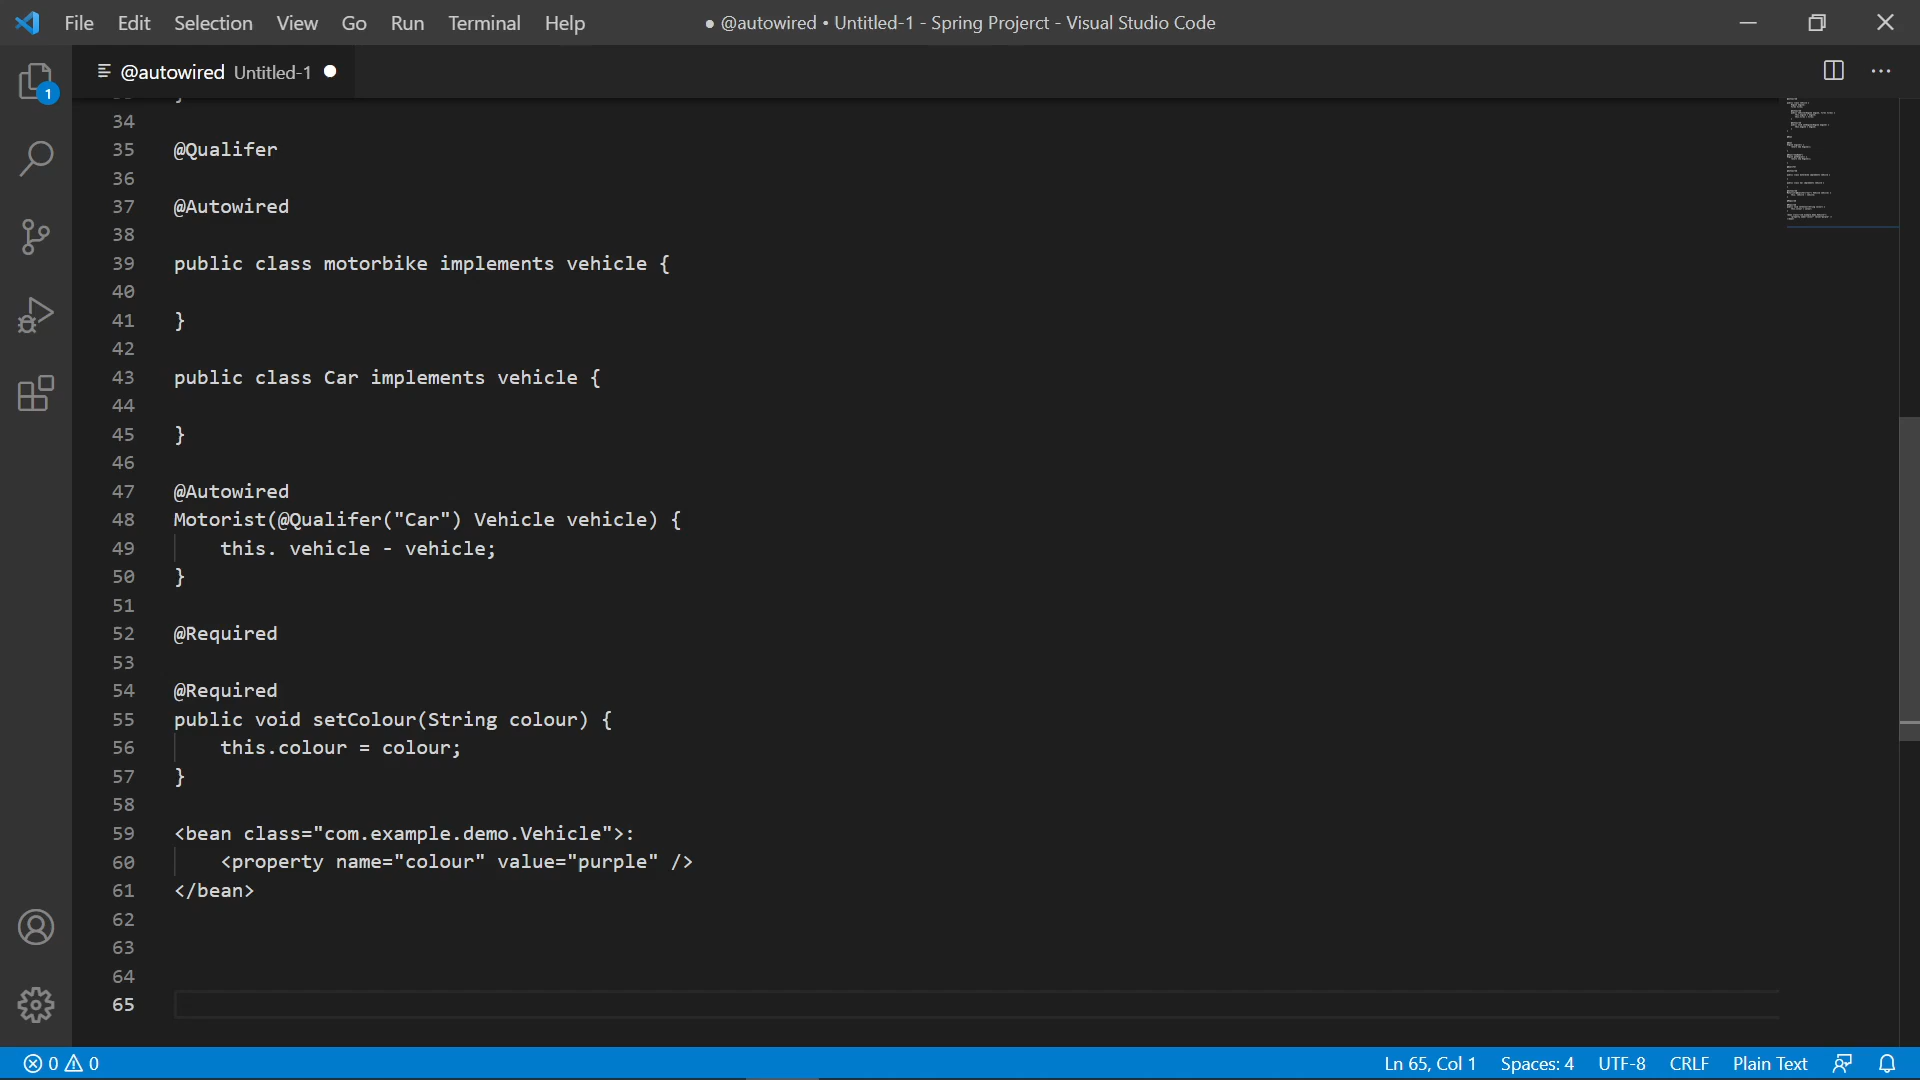 File Edit Selection View Go Run Terminal Help ● @autowired • Untitled-1 - Spring Projerct - Visual Studio Code
@autowired Untitled-1 ●
1
34
35 @Qualifer
36
37 @Autowired
38
39 public class motorbike implements vehicle {
40
41 }
42
43 public class Car implements vehicle {
44
45 }
46
47 @Autowired
48 Motorist(@Qualifer("Car") Vehicle vehicle) {
49 this. vehicle - vehicle;
50 }
51
52 @Required
53
54 @Required
55 public void setColour(String colour) {
56 this.colour = colour;
57 }
58
59 <bean class="com.example.demo.Vehicle">:
60 <property name="colour" value="purple" />
61 </bean>
62
63
64
65
0 0 Ln 65, Col 1 Spaces: 4 UTF-8 CRLF Plain Text